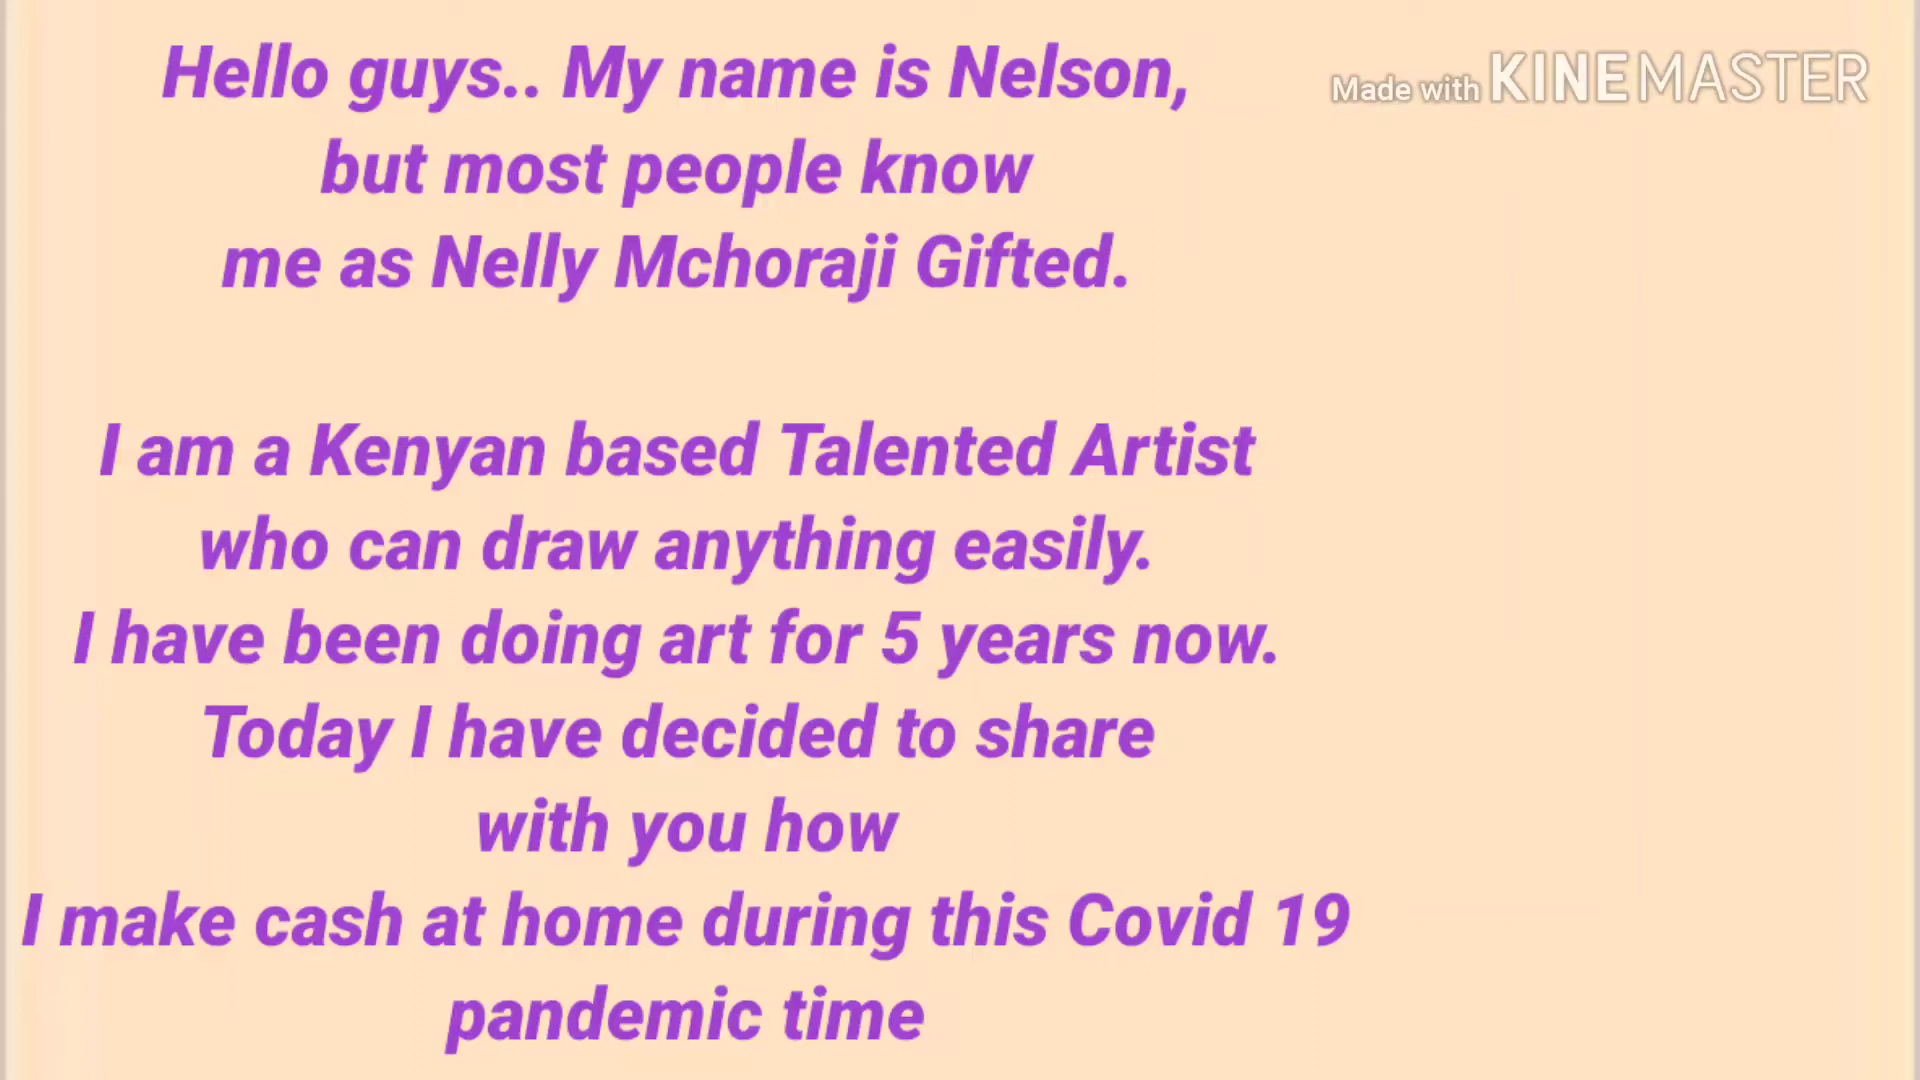 Hello guys.. My name is Nelson,
Made with KINEMASTER
but most people know
me as Nelly Mchoraji Gifted.
I am a Kenyan based Talented Artist
who can draw anything easily.
I have been doing art for 5 years now.
Today I have decided to share
with you how
I make cash at home during this Covid 19
pandemic time